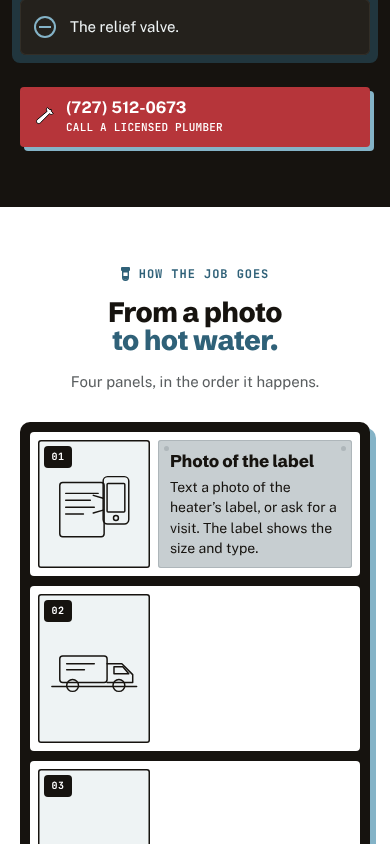 The relief valve.
(727) 512-0673
CALL A LICENSED PLUMBER
HOW THE JOB GOES
From a photo
to hot water.
Four panels, in the order it happens.
01
Photo of the label
Text a photo of the
heater’s label, or ask for a
visit. The label shows the
size and type.
02
03